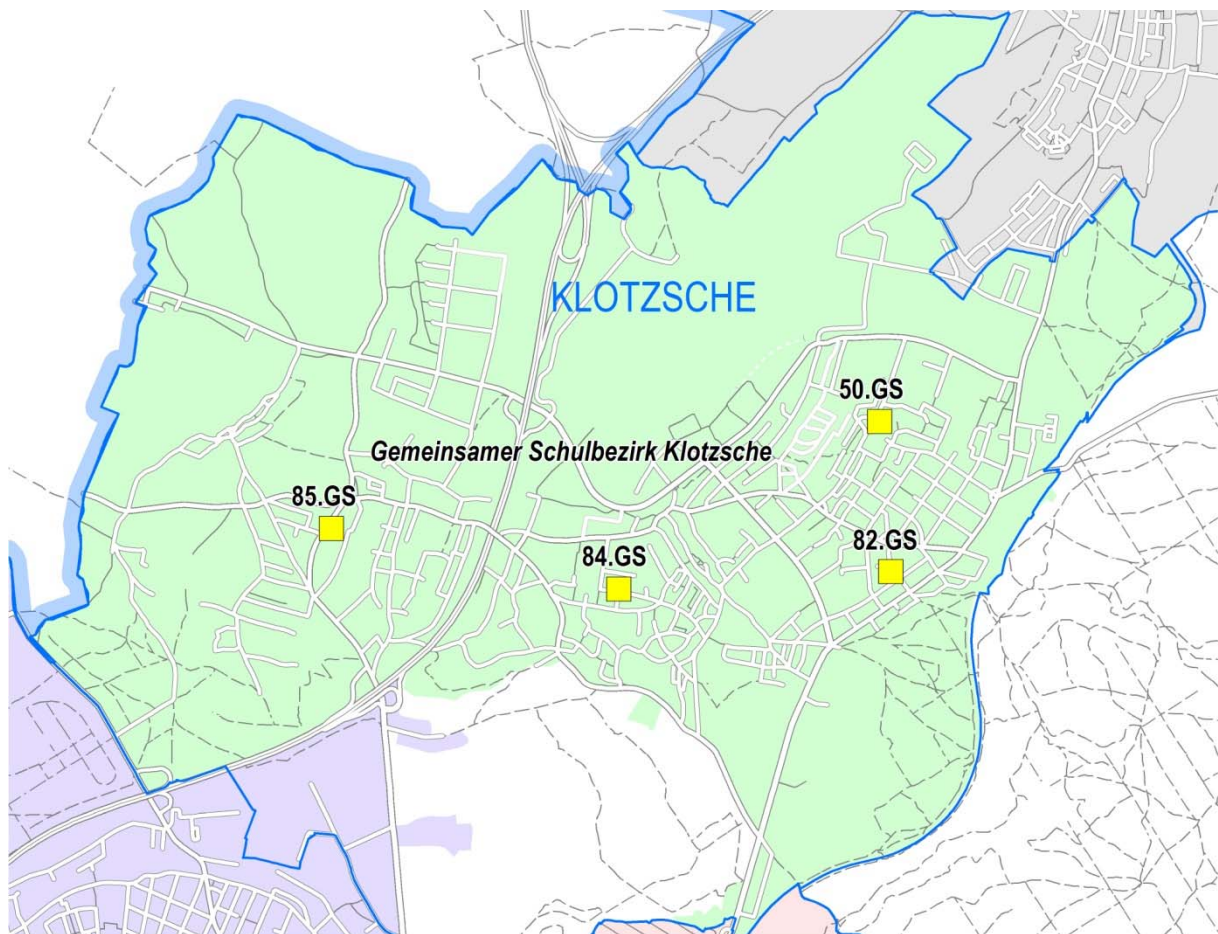 KLOTZSCHE
50.GS
Gemeinsamer Schulbezirk Klotzsche
85.GS
82.GS
84.GS